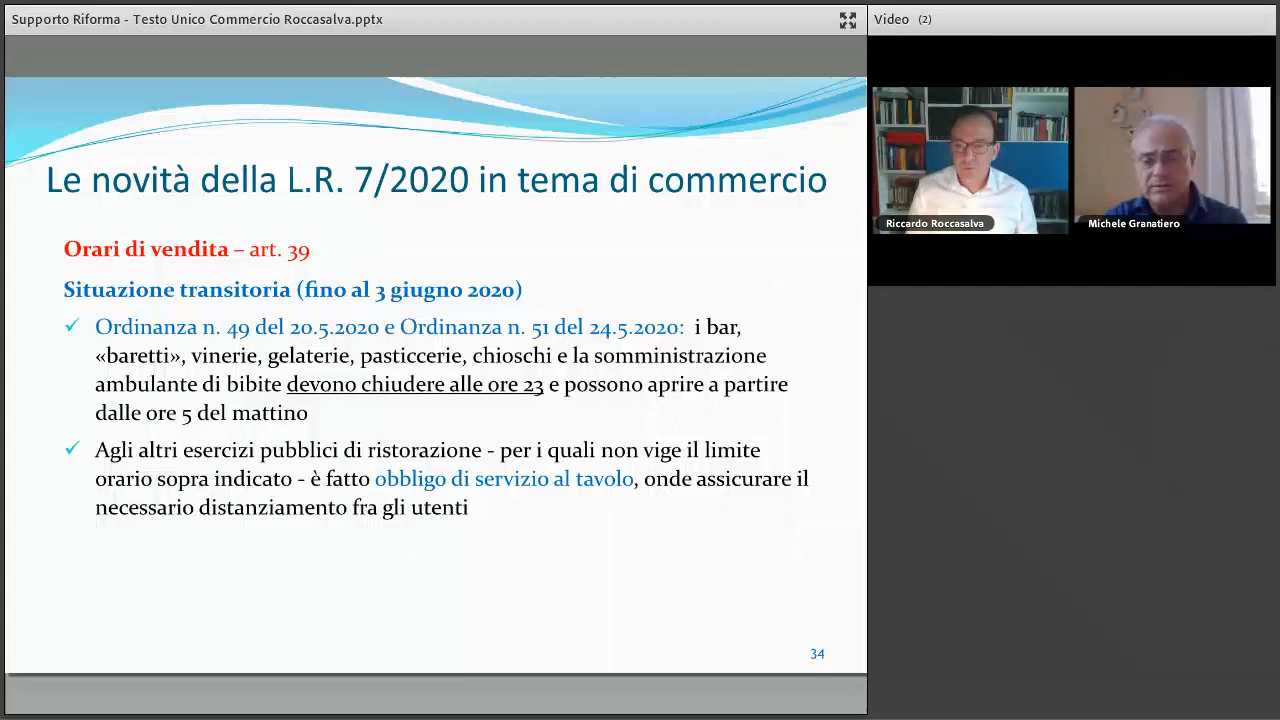 Supporto Riforma - Testo Unico Commercio Roccasalva.pptx
Video (2)
Riccardo Roccasalva
Michele Granatiero
Le novità della L.R. 7/2020 in tema di commercio
Orari di vendita – art. 39
Situazione transitoria (fino al 3 giugno 2020)
✓ Ordinanza n. 49 del 20.5.2020 e Ordinanza n. 51 del 24.5.2020: i bar,
«baretti», vinerie, gelaterie, pasticcerie, chioschi e la somministrazione
ambulante di bibite devono chiudere alle ore 23 e possono aprire a partire
dalle ore 5 del mattino
✓ Agli altri esercizi pubblici di ristorazione - per i quali non vige il limite
orario sopra indicato - è fatto obbligo di servizio al tavolo, onde assicurare il
necessario distanziamento fra gli utenti
34